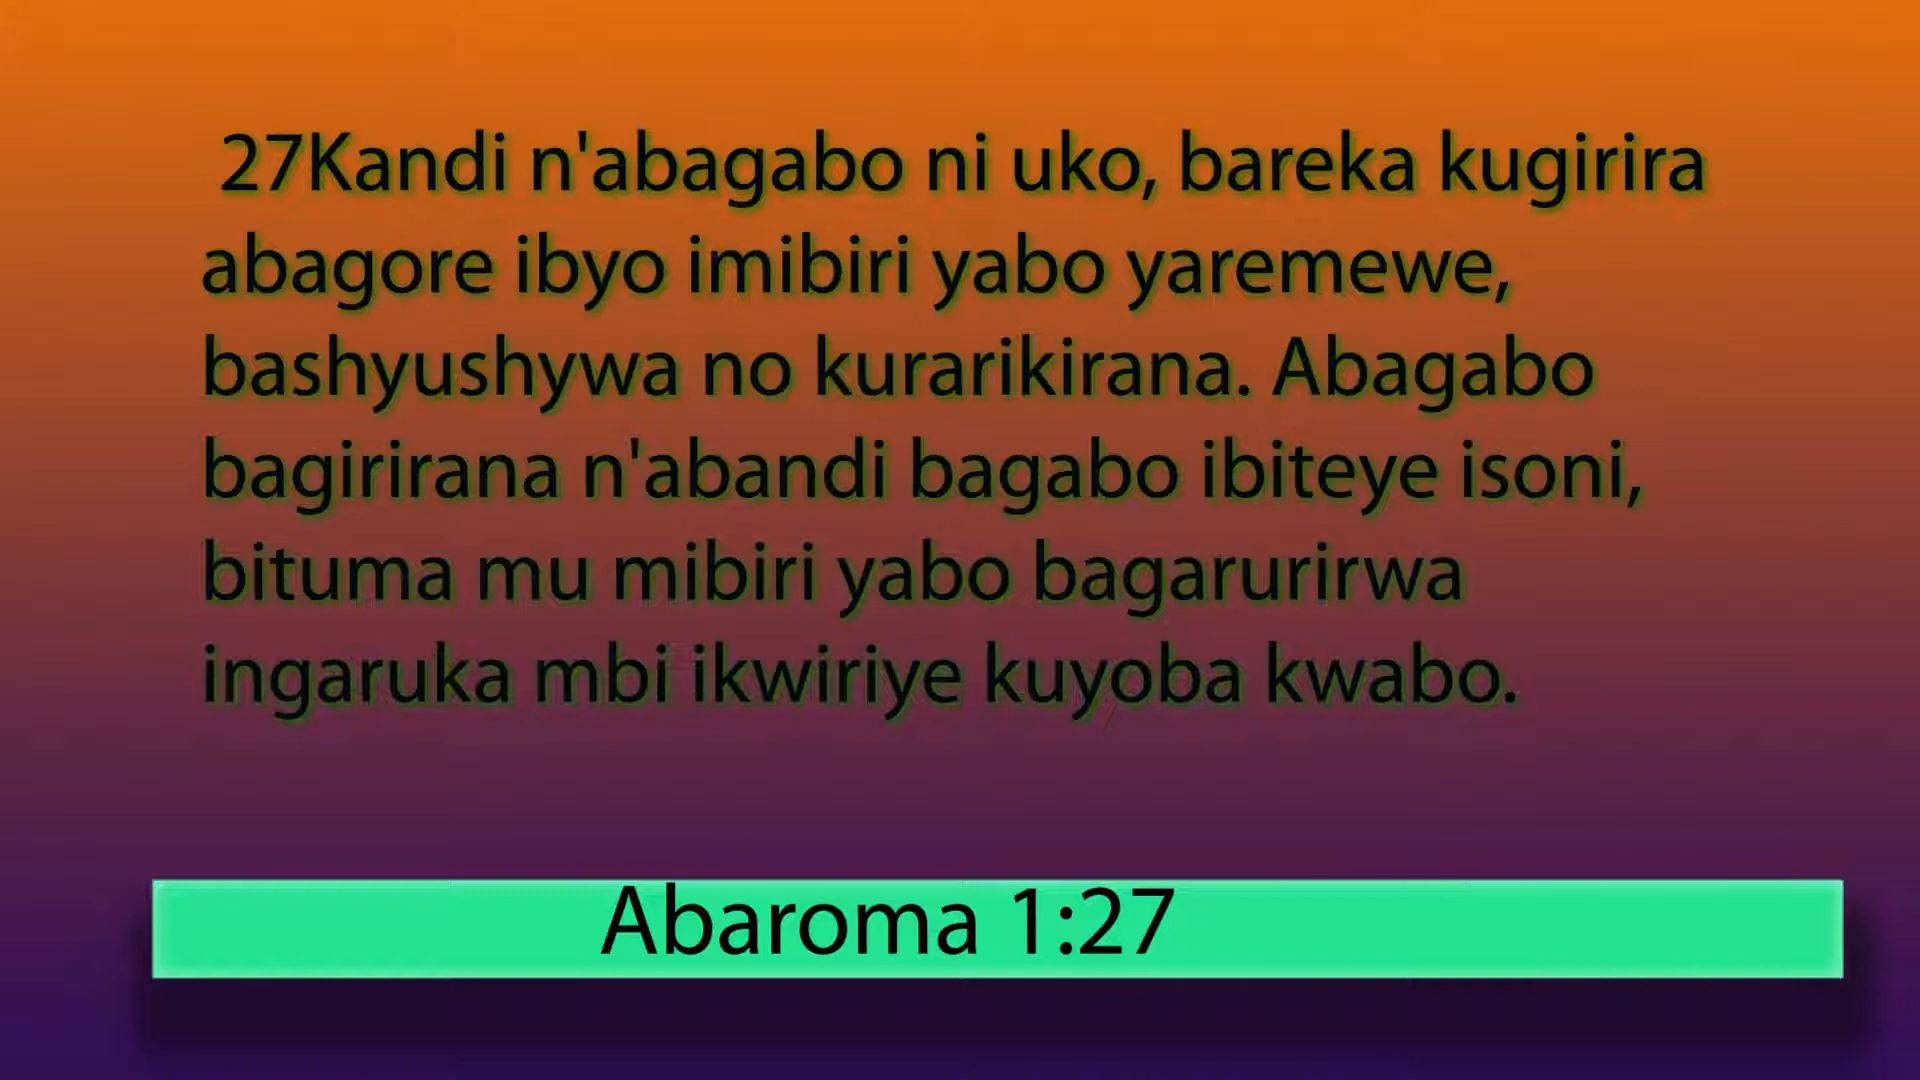 27Kandi n'abagabo ni uko, bareka kugirira
abagore ibyo imibiri yabo yaremewe,
bashyushywa no kurarikirana. Abagabo
bagirirana n'abandi bagabo ibiteye isoni,
bituma mu mibiri yabo bagarurirwa
ingaruka mbi ikwiriye kuyoba kwabo.
Abaroma 1:27